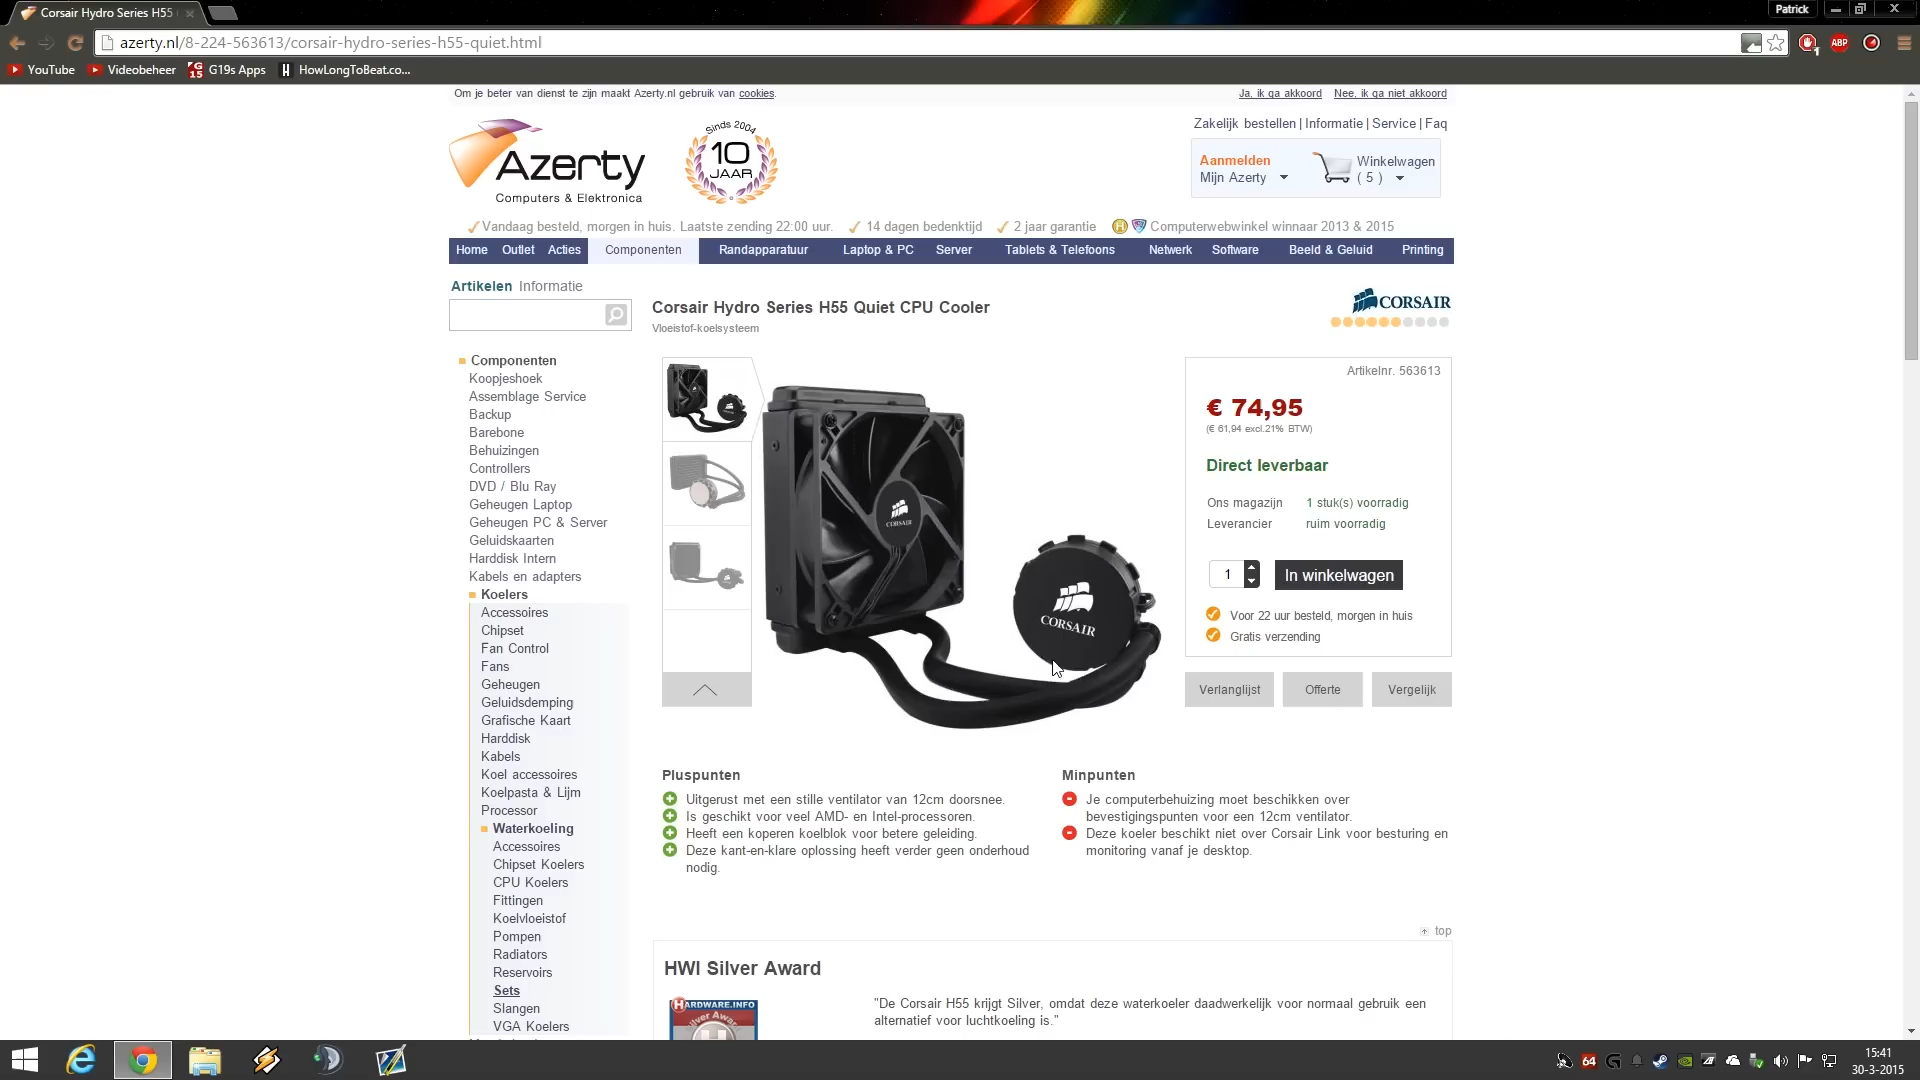 Corsair Hydro Series H55
Patrick
azerty.nl/8-224-563613/corsair-hydro-series-h55-quiet.html
1
ABP
YouTube
Videobeheer
G19s Apps
HowLongToBeat.co...
Om je beter van dienst te zijn maakt Azerty.nl gebruik van cookies.
Ja, ik ga akkoord
Nee, ik ga niet akkoord
Azerty
Computers & Elektronica
Sinds 2004
10
JAAR
Zakelijk bestellen | Informatie | Service | Faq
Aanmelden
Mijn Azerty
Winkelwagen
( 5 )
Vandaag besteld, morgen in huis. Laatste zending 22:00 uur.
14 dagen bedenktijd
2 jaar garantie
Computerwebwinkel winnaar 2013 & 2015
Home
Outlet
Acties
Componenten
Randapparatuur
Laptop & PC
Server
Tablets & Telefoons
Netwerk
Software
Beeld & Geluid
Printing
Artikelen Informatie
Componenten
Koopjeshoek
Assemblage Service
Backup
Barebone
Behuizingen
Controllers
DVD / Blu Ray
Geheugen Laptop
Geheugen PC & Server
Geluidskaarten
Harddisk Intern
Kabels en adapters
Koelers
Accessoires
Chipset
Fan Control
Fans
Geheugen
Geluidsdemping
Grafische Kaart
Harddisk
Kabels
Koel accessoires
Koelpasta & Lijm
Processor
Waterkoeling
Accessoires
Chipset Koelers
CPU Koelers
Fittingen
Koelvloeistof
Pompen
Radiators
Reservoirs
Sets
Slangen
VGA Koelers
Corsair Hydro Series H55 Quiet CPU Cooler
Vloeistof-koelsysteem
CORSAIR
CORSAIR
CORSAIR
Artikelnr. 563613
€ 74,95
(€ 61,94 excl.21% BTW)
Direct leverbaar
Ons magazijn 1 stuk(s) voorradig
Leverancier ruim voorradig
1
In winkelwagen
Voor 22 uur besteld, morgen in huis
Gratis verzending
Verlanglijst
Offerte
Vergelijk
Pluspunten
Uitgerust met een stille ventilator van 12cm doorsnee.
Is geschikt voor veel AMD- en Intel-processoren.
Heeft een koperen koelblok voor betere geleiding.
Deze kant-en-klare oplossing heeft verder geen onderhoud
nodig.
Minpunten
Je computerbehuizing moet beschikken over
bevestigingspunten voor een 12cm ventilator.
Deze koeler beschikt niet over Corsair Link voor besturing en
monitoring vanaf je desktop.
top
HWI Silver Award
HARDWARE.INFO
Silver Award
"De Corsair H55 krijgt Silver, omdat deze waterkoeler daadwerkelijk voor normaal gebruik een
alternatief voor luchtkoeling is."
64
15:41
30-3-2015